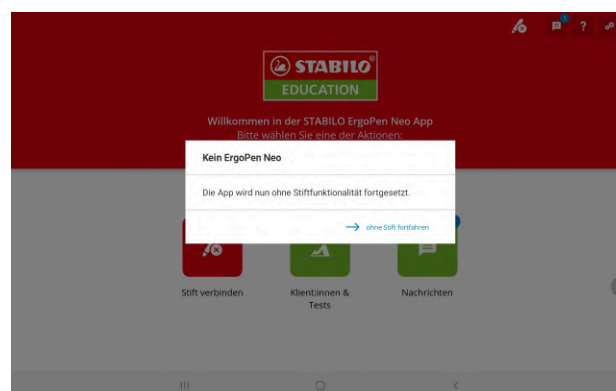 STABILO®
EDUCATION
Willkommen in der STABILO ErgoPen Neo App
Bitte wählen Sie eine der Aktionen:
Kein ErgoPen Neo
Die App wird nun ohne Stiftfunktionalität fortgesetzt.
ohne Stift fortfahren
Stift verbinden
Klient:innen &
Tests
Nachrichten